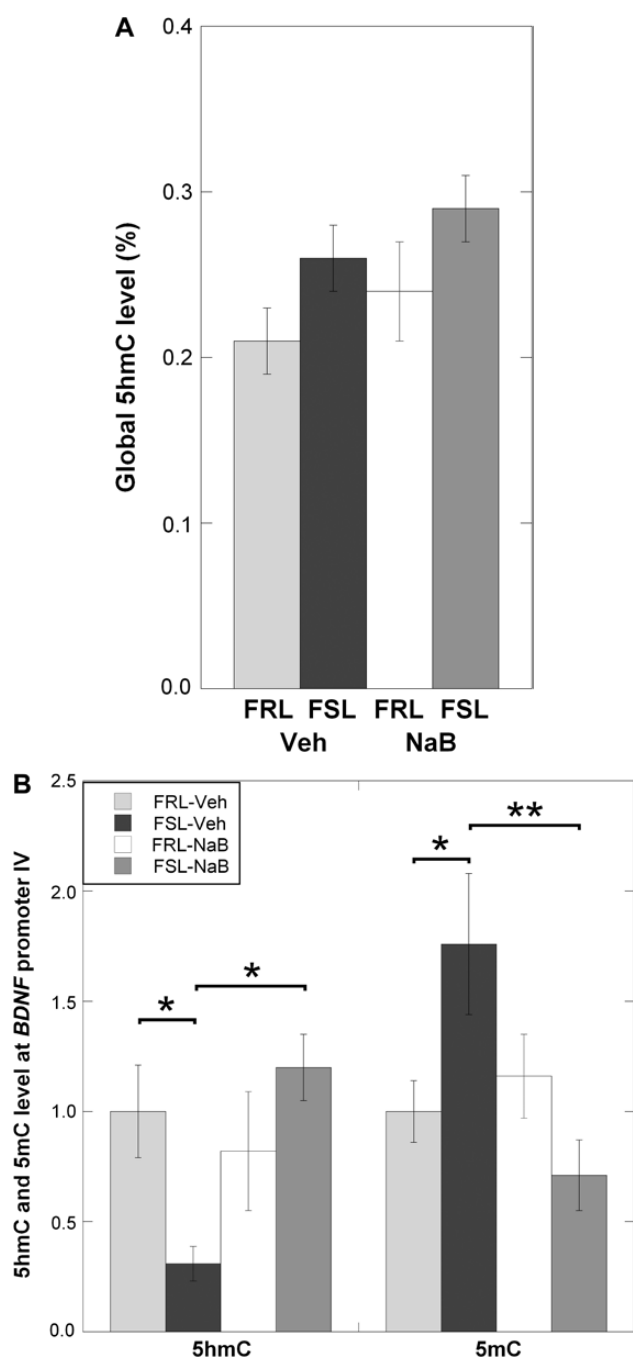 A
Global 5hmC level (%)
0.4
0.3
0.2
0.1
0.0
FRL FSL FRL FSL
Veh NaB
B
5hmC and 5mC level at BDNF promoter IV
2.5
2.0
1.5
1.0
0.5
0.0
FRL-Veh
FSL-Veh
FRL-NaB
FSL-NaB
*
*
*
**
5hmC 5mC